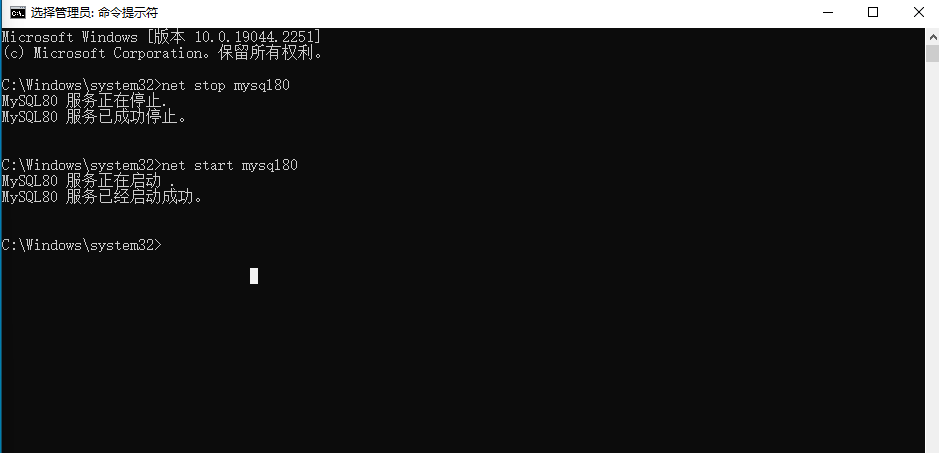 选择管理员: 命令提示符
Microsoft Windows [版本 10.0.19044.2251]
(c) Microsoft Corporation。保留所有权利。
C:\Windows\system32>net stop mysql80
MySQL80 服务正在停止.
MySQL80 服务已成功停止。
C:\Windows\system32>net start mysql80
MySQL80 服务正在启动 .
MySQL80 服务已经启动成功。
C:\Windows\system32>